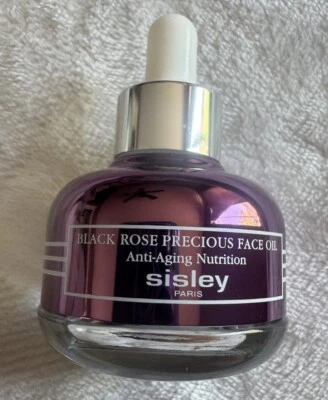 BLACK ROSE PRECIOUS FACE OIL
Anti-Aging Nutrition
sisley
PARIS